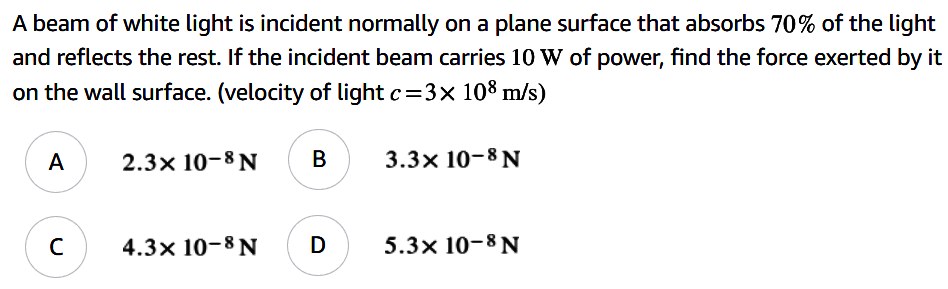 A beam of white light is incident normally on a plane surface that absorbs 70% of the light
and reflects the rest. If the incident beam carries 10 W of power, find the force exerted by it
on the wall surface. (velocity of light c=3× 10⁸ m/s)
A 2.3× 10⁻⁸ N B 3.3× 10⁻⁸ N
C 4.3× 10⁻⁸ N D 5.3× 10⁻⁸ N